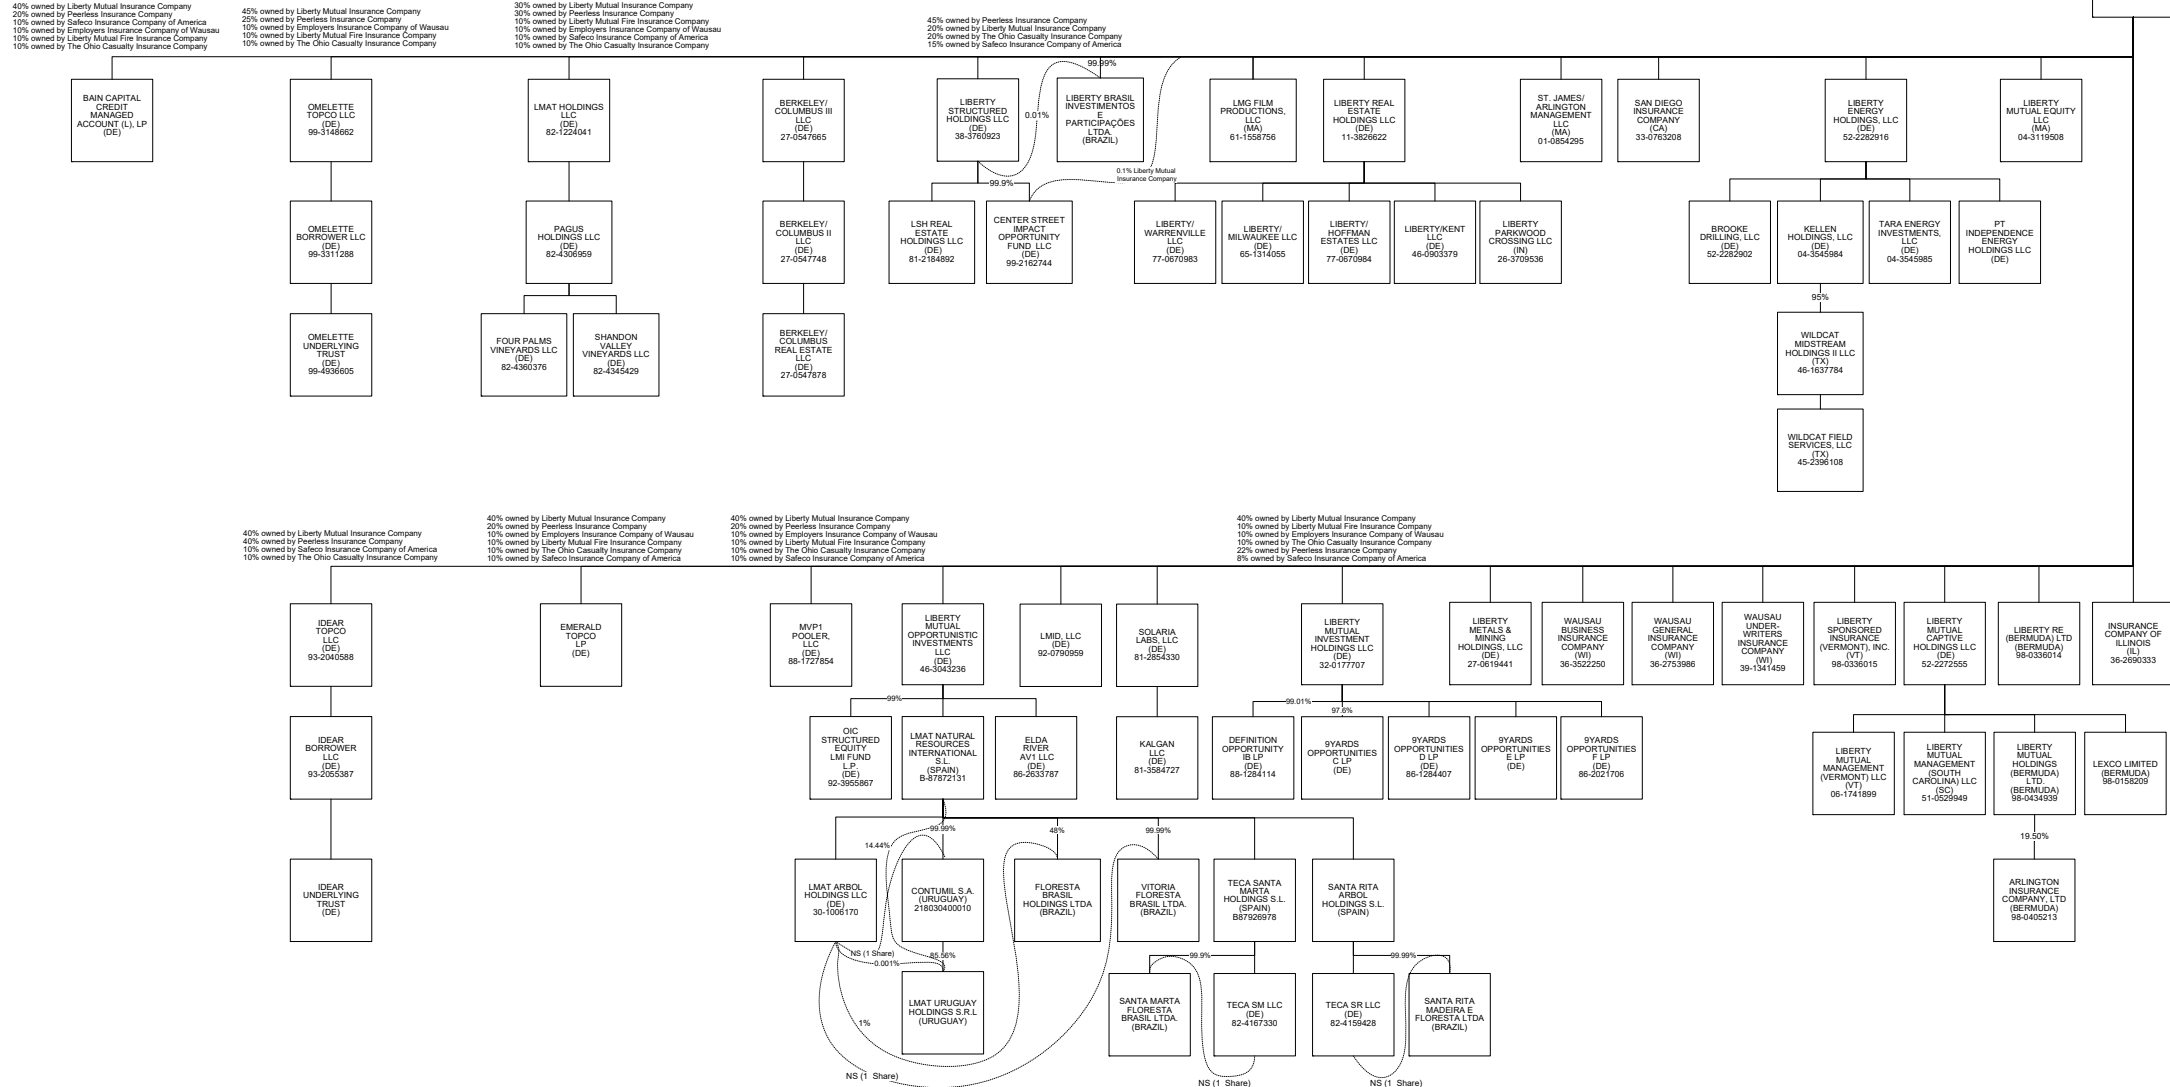 40% owned by Liberty Mutual Insurance Company
20% owned by Peerless Insurance Company
10% owned by Safeco Insurance Company of America
10% owned by Employers Insurance Company of Wausau
10% owned by Liberty Mutual Fire Insurance Company
10% owned by The Ohio Casualty Insurance Company
45% owned by Liberty Mutual Insurance Company
25% owned by Peerless Insurance Company
10% owned by Employers Insurance Company of Wausau
10% owned by Liberty Mutual Fire Insurance Company
10% owned by The Ohio Casualty Insurance Company
30% owned by Liberty Mutual Insurance Company
30% owned by Peerless Insurance Company
10% owned by Liberty Mutual Fire Insurance Company
10% owned by Employers Insurance Company of Wausau
10% owned by Safeco Insurance Company of America
10% owned by The Ohio Casualty Insurance Company
45% owned by Peerless Insurance Company
20% owned by Liberty Mutual Insurance Company
20% owned by The Ohio Casualty Insurance Company
15% owned by Safeco Insurance Company of America
BAIN CAPITAL
CREDIT
MANAGED
ACCOUNT (L), LP
(DE)
OMELETTE
TOPCO LLC
(DE)
99-3148662
LMAT HOLDINGS
LLC
(DE)
82-1224041
BERKELEY/
COLUMBUS III
LLC
(DE)
27-0547665
LIBERTY
STRUCTURED
HOLDINGS LLC
(DE)
38-3760923
0.01%
99.99%
LIBERTY BRASIL
INVESTIMENTOS
E
PARTICIPAÇÕES
LTDA.
(BRAZIL)
LMG FILM
PRODUCTIONS,
LLC
(MA)
61-1558756
LIBERTY REAL
ESTATE
HOLDINGS LLC
(DE)
11-3826622
ST. JAMES/
ARLINGTON
MANAGEMENT
LLC
(MA)
01-0854295
SAN DIEGO
INSURANCE
COMPANY
(CA)
33-0763208
LIBERTY
ENERGY
HOLDINGS, LLC
(DE)
52-2282916
LIBERTY
MUTUAL EQUITY
LLC
(MA)
04-3119508
99.9%
0.1% Liberty Mutual
Insurance Company
OMELETTE
BORROWER LLC
(DE)
99-3311288
PAGUS
HOLDINGS LLC
(DE)
82-4306959
BERKELEY/
COLUMBUS II
LLC
(DE)
27-0547748
LSH REAL
ESTATE
HOLDINGS LLC
(DE)
81-2184892
CENTER STREET
IMPACT
OPPORTUNITY
FUND, LLC
(DE)
99-2162744
LIBERTY/
WARRENVILLE
LLC
(DE)
77-0670983
LIBERTY/
MILWAUKEE LLC
(DE)
65-1314055
LIBERTY/
HOFFMAN
ESTATES LLC
(DE)
77-0670984
LIBERTY/KENT
LLC
(DE)
46-0903379
LIBERTY
PARKWOOD
CROSSING LLC
(IN)
26-3709536
BROOKE
DRILLING, LLC
(DE)
52-2282902
KELLEN
HOLDINGS, LLC
(DE)
04-3545984
TARA ENERGY
INVESTMENTS,
LLC
(DE)
04-3545985
PT
INDEPENDENCE
ENERGY
HOLDINGS LLC
(DE)
95%
OMELETTE
UNDERLYING
TRUST
(DE)
99-4936605
FOUR PALMS
VINEYARDS LLC
(DE)
82-4360376
SHANDON
VALLEY
VINEYARDS LLC
(DE)
82-4345429
BERKELEY/
COLUMBUS
REAL ESTATE
LLC
(DE)
27-0547878
WILDCAT
MIDSTREAM
HOLDINGS II LLC
(TX)
46-1637784
WILDCAT FIELD
SERVICES, LLC
(TX)
45-2396108
40% owned by Liberty Mutual Insurance Company
40% owned by Peerless Insurance Company
10% owned by Safeco Insurance Company of America
10% owned by The Ohio Casualty Insurance Company
40% owned by Liberty Mutual Insurance Company
20% owned by Peerless Insurance Company
10% owned by Employers Insurance Company of Wausau
10% owned by Liberty Mutual Fire Insurance Company
10% owned by The Ohio Casualty Insurance Company
10% owned by Safeco Insurance Company of America
40% owned by Liberty Mutual Insurance Company
20% owned by Peerless Insurance Company
10% owned by Employers Insurance Company of Wausau
10% owned by Liberty Mutual Fire Insurance Company
10% owned by The Ohio Casualty Insurance Company
10% owned by Safeco Insurance Company of America
40% owned by Liberty Mutual Insurance Company
10% owned by Liberty Mutual Fire Insurance Company
10% owned by Employers Insurance Company of Wausau
10% owned by The Ohio Casualty Insurance Company
22% owned by Peerless Insurance Company
8% owned by Safeco Insurance Company of America
IDEAR
TOPCO
LLC
(DE)
93-2040588
EMERALD
TOPCO
LP
(DE)
MVP1
POOLER,
LLC
(DE)
88-1727854
LIBERTY
MUTUAL
OPPORTUNISTIC
INVESTMENTS
LLC
(DE)
46-3043236
LMID, LLC
(DE)
92-0790959
SOLARIA
LABS, LLC
(DE)
81-2854330
LIBERTY
MUTUAL
INVESTMENT
HOLDINGS LLC
(DE)
32-0177707
LIBERTY
METALS &
MINING
HOLDINGS, LLC
(DE)
27-0619441
WAUSAU
BUSINESS
INSURANCE
COMPANY
(WI)
36-3522250
WAUSAU
GENERAL
INSURANCE
COMPANY
(WI)
36-2753986
WAUSAU
UNDER-
WRITERS
INSURANCE
COMPANY
(WI)
39-1341459
LIBERTY
SPONSORED
INSURANCE
(VERMONT), INC.
(VT)
98-0336015
LIBERTY
MUTUAL
CAPTIVE
HOLDINGS LLC
(DE)
52-2272555
LIBERTY RE
(BERMUDA) LTD
(BERMUDA)
98-0336014
INSURANCE
COMPANY OF
ILLINOIS
(IL)
36-2690333
99%
99.01%
97.6%
IDEAR
BORROWER
LLC
(DE)
93-2055387
OIC
STRUCTURED
EQUITY
LMI FUND
L.P.
(DE)
92-3955867
LMAT NATURAL
RESOURCES
INTERNATIONAL
S.L.
(SPAIN)
B-87872131
ELDA
RIVER
AV1 LLC
(DE)
86-2633787
KALGAN
LLC
(DE)
81-3584727
DEFINITION
OPPORTUNITY
IB LP
(DE)
88-1284114
9YARDS
OPPORTUNITIES
C LP
(DE)
9YARDS
OPPORTUNITIES
D LP
(DE)
86-1284407
9YARDS
OPPORTUNITIES
E LP
(DE)
9YARDS
OPPORTUNITIES
F LP
(DE)
86-2021706
LIBERTY
MUTUAL
MANAGEMENT
(VERMONT) LLC
(VT)
06-1741899
LIBERTY
MUTUAL
MANAGEMENT
(SOUTH
CAROLINA) LLC
(SC)
51-0529949
LIBERTY
MUTUAL
HOLDINGS
(BERMUDA)
LTD.
(BERMUDA)
98-0434939
LEXCO LIMITED
(BERMUDA)
98-0158209
99.99%
48%
99.99%
14.44%
19.50%
IDEAR
UNDERLYING
TRUST
(DE)
LMAT ARBOL
HOLDINGS LLC
(DE)
30-1006170
CONTUMIL S.A.
(URUGUAY)
218030400010
FLORESTA
BRASIL
HOLDINGS LTDA
(BRAZIL)
VITORIA
FLORESTA
BRASIL LTDA.
(BRAZIL)
TECA SANTA
MARTA
HOLDINGS S.L.
(SPAIN)
B87926978
SANTA RITA
ARBOL
HOLDINGS S.L.
(SPAIN)
ARLINGTON
INSURANCE
COMPANY, LTD
(BERMUDA)
98-0405213
NS (1 Share)
0.001%
85.56%
99.9%
99.99%
LMAT URUGUAY
HOLDINGS S.R.L
(URUGUAY)
SANTA MARTA
FLORESTA
BRASIL LTDA.
(BRAZIL)
TECA SM LLC
(DE)
82-4167330
TECA SR LLC
(DE)
82-4159428
SANTA RITA
MADEIRA E
FLORESTA LTDA
(BRAZIL)
1%
NS (1 Share)
NS (1 Share)
NS (1 Share)